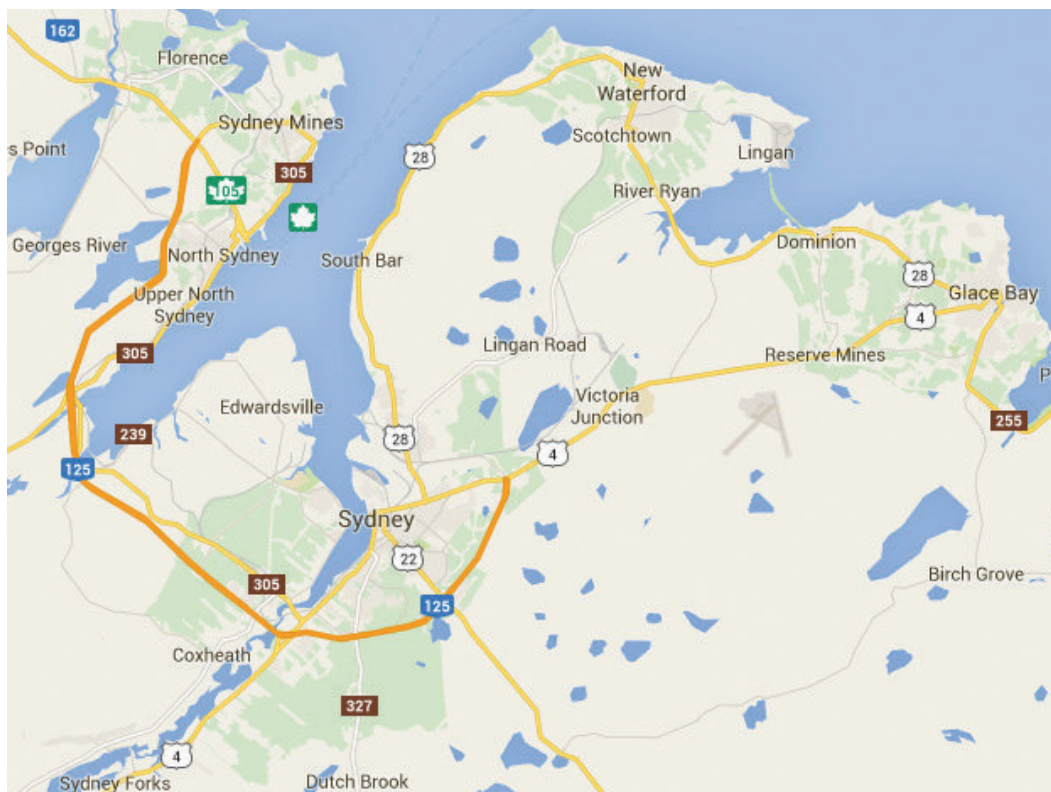 162
Florence
New
Waterford
Sydney Mines
Scotchtown
s Point
28
Lingan
305
105
River Ryan
Georges River
North Sydney
South Bar
Dominion
28
Upper North
Sydney
Glace Bay
4
305
Lingan Road
Reserve Mines
P
Edwardsville
Victoria
Junction
255
239
28
4
125
Sydney
22
305
125
Birch Grove
Coxheath
327
4
Sydney Forks
Dutch Brook